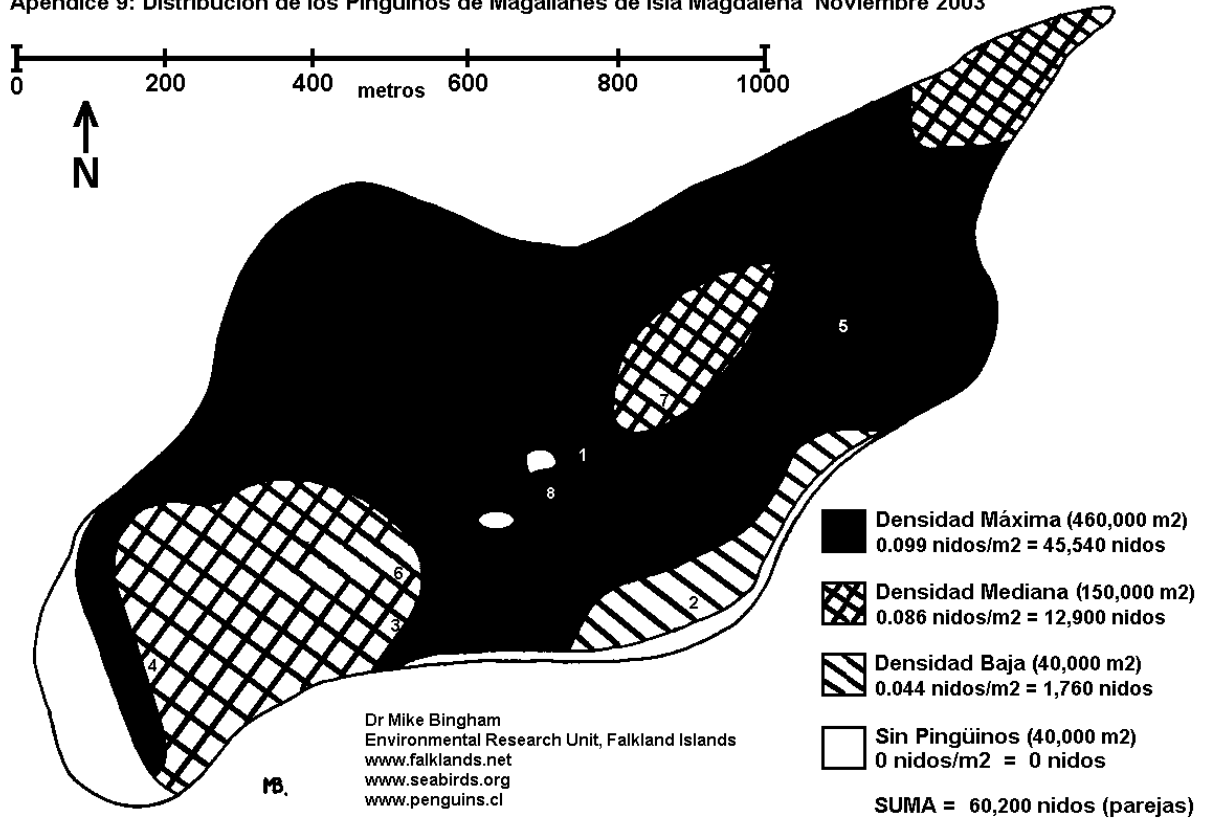 Apéndice 9: Distribución de los Pingüinos de Magallanes de Isla Magdalena Noviembre 2003
0 200 400 metros 600 800 1000
N
5
7
1
8
6
2
3
4
Densidad Máxima (460,000 m2)
0.099 nidos/m2 = 45,540 nidos
Densidad Mediana (150,000 m2)
0.086 nidos/m2 = 12,900 nidos
Densidad Baja (40,000 m2)
0.044 nidos/m2 = 1,760 nidos
Sin Pingüinos (40,000 m2)
0 nidos/m2 = 0 nidos
SUMA = 60,200 nidos (parejas)
Dr Mike Bingham
Environmental Research Unit, Falkland Islands
www.falklands.net
www.seabirds.org
www.penguins.cl
MB.